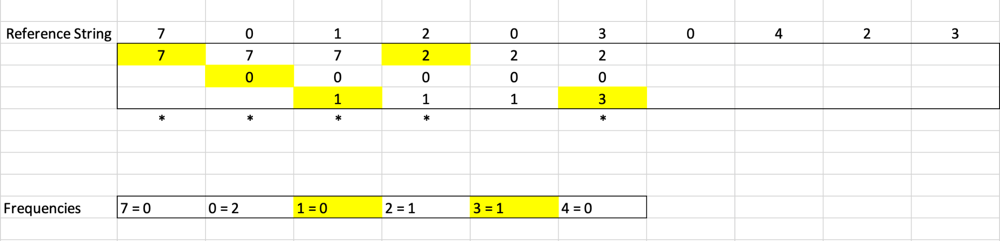 Reference String 7 0 1 2 0 3 0 4 2 3
7 7 7 2 2 2
0 0 0 0 0
1 1 1 3
* * * * *
Frequencies 7 = 0 0 = 2 1 = 0 2 = 1 3 = 1 4 = 0